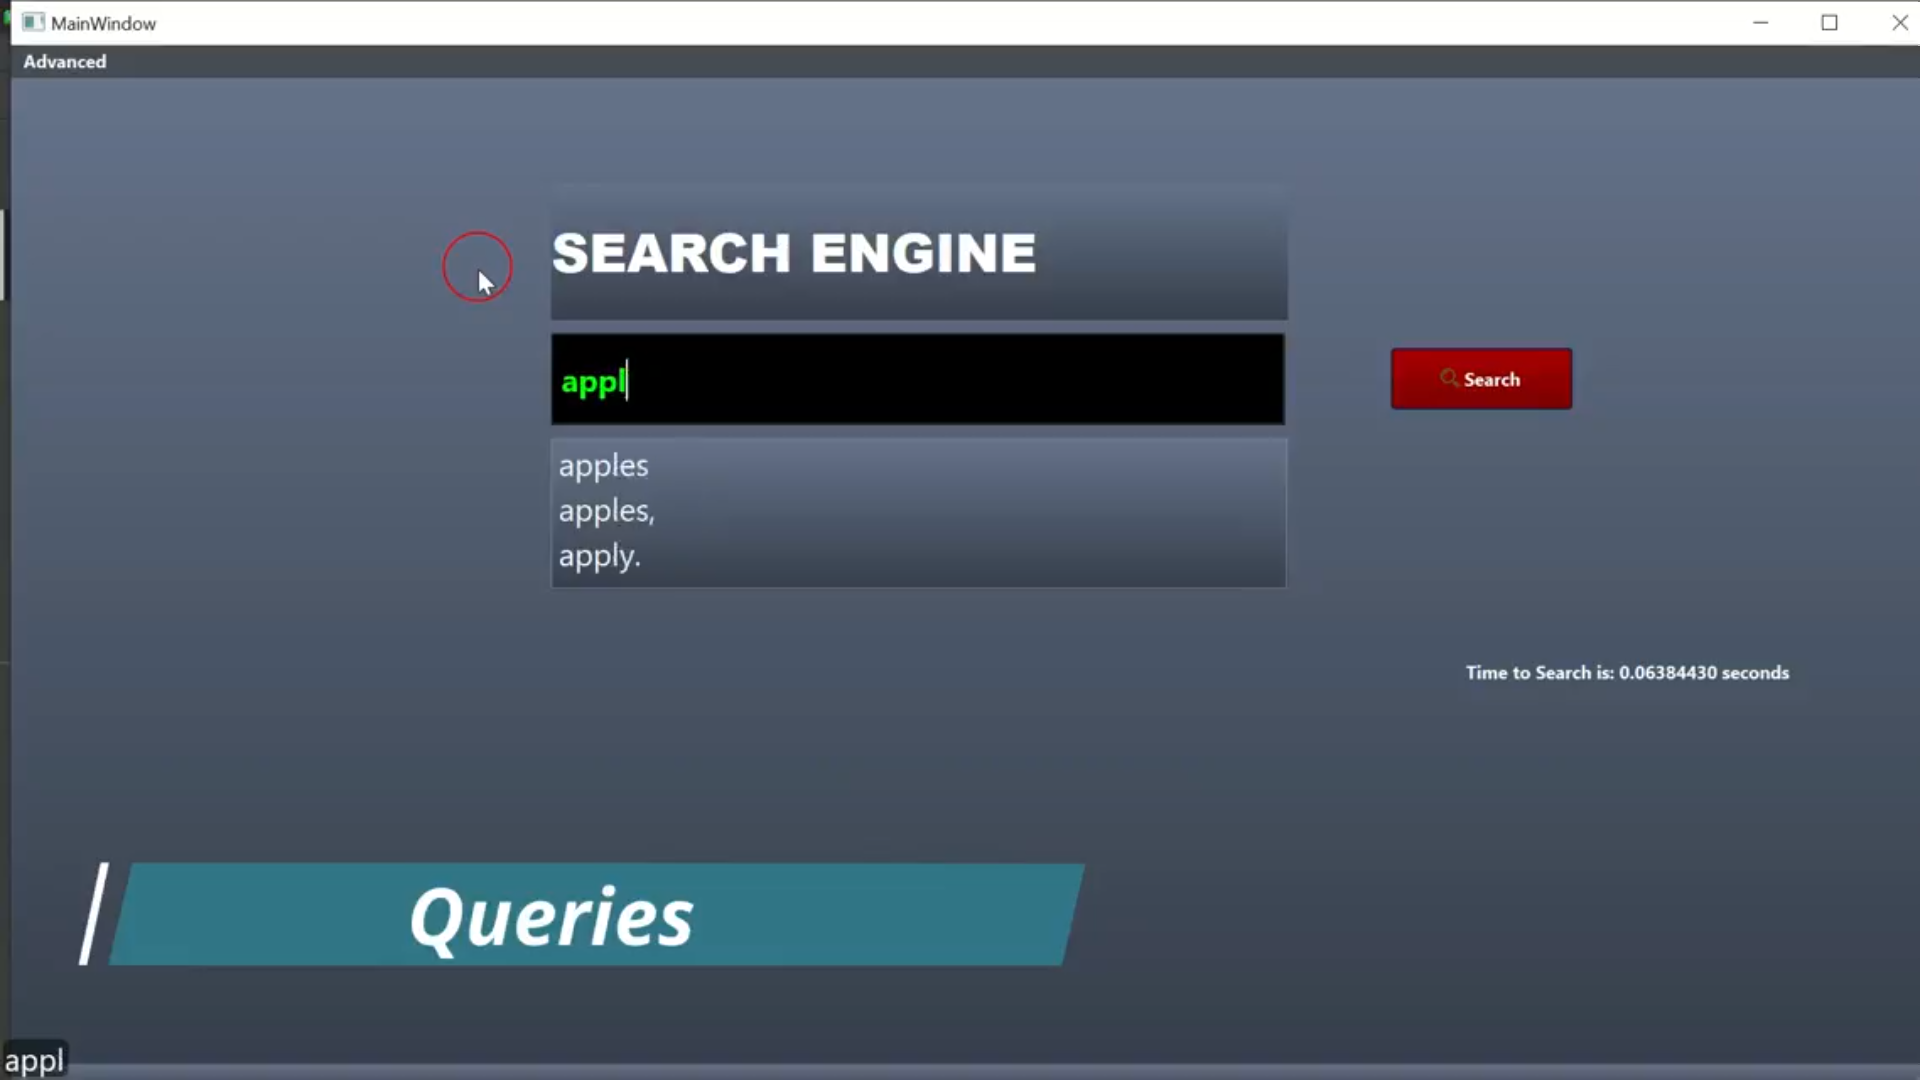 MainWindow
Advanced
SEARCH ENGINE
appl
Search
apples
apples,
apply.
Time to Search is: 0.06384430 seconds
Queries
appl